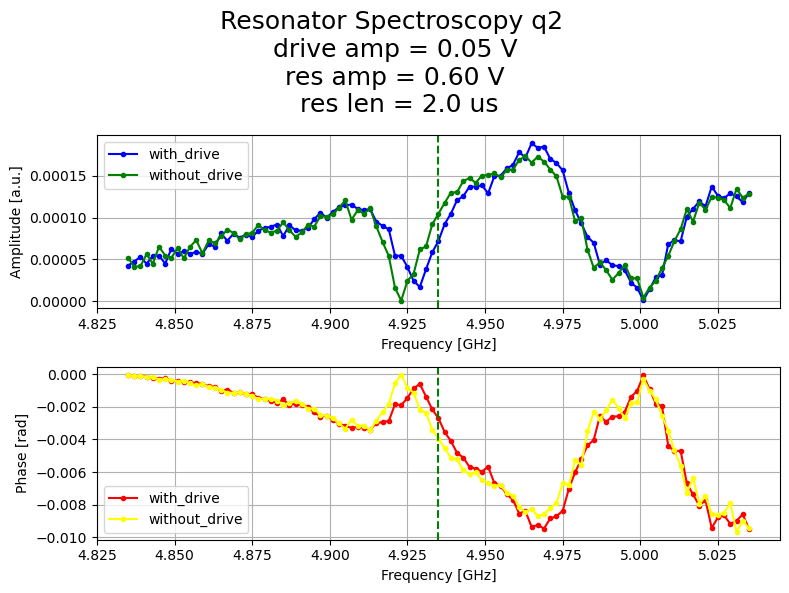 Resonator Spectroscopy q2
drive amp = 0.05 V
res amp = 0.60 V
res len = 2.0 us
with_drive
without_drive
Amplitude [a.u.]
0.00015
0.00010
0.00005
0.00000
4.825 4.850 4.875 4.900 4.925 4.950 4.975 5.000 5.025
Frequency [GHz]
Phase [rad]
0.000
−0.002
−0.004
−0.006
−0.008
−0.010
with_drive
without_drive
4.825 4.850 4.875 4.900 4.925 4.950 4.975 5.000 5.025
Frequency [GHz]